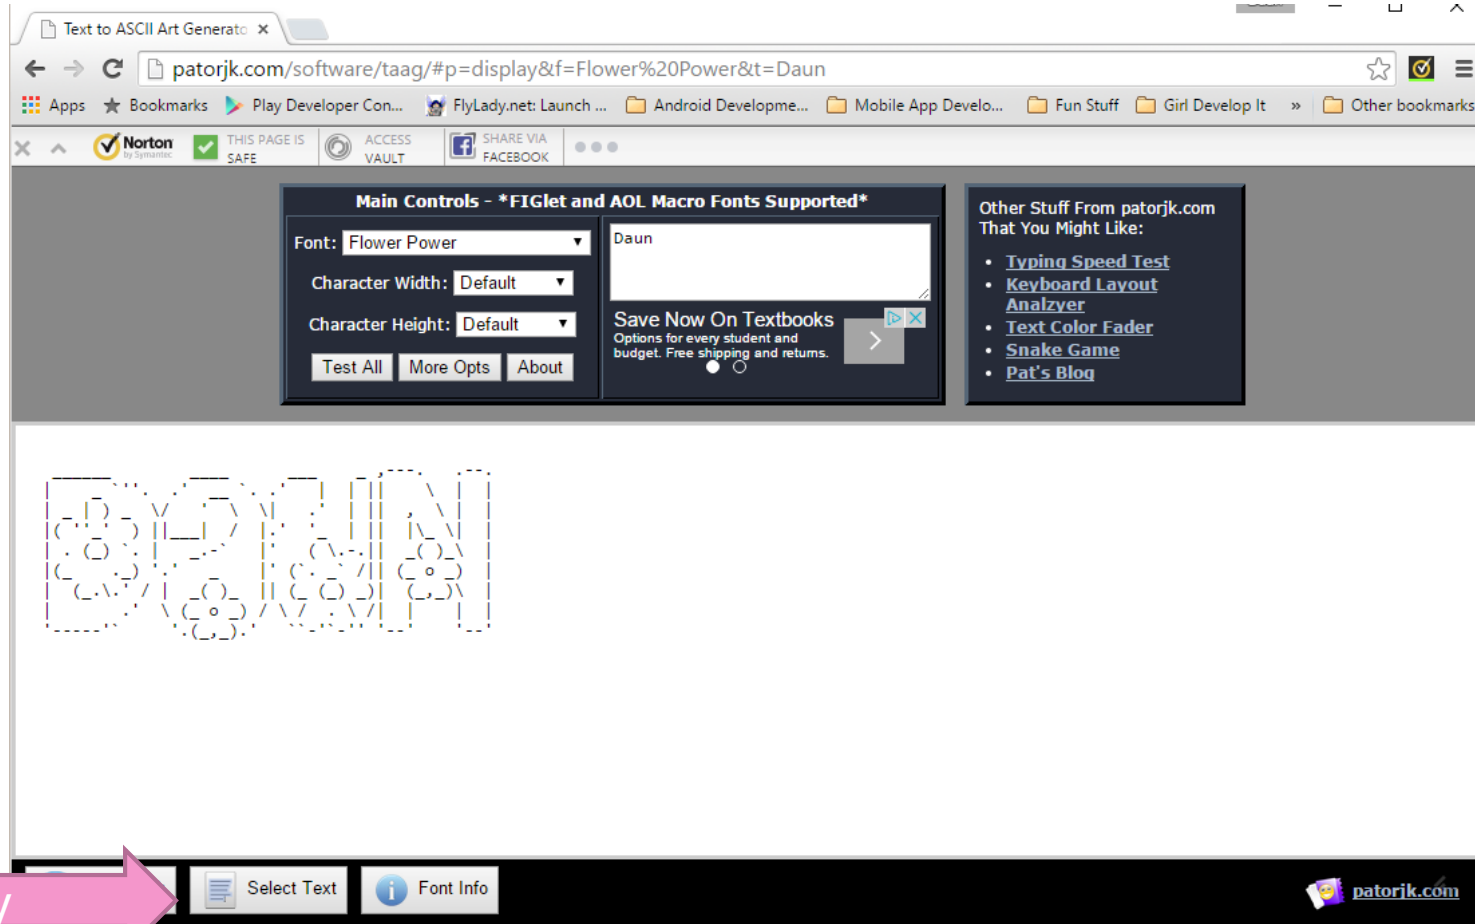 Text to ASCII Art Generato
patorjk.com/software/taag/#p=display&f=Flower%20Power&t=Daun
Apps Bookmarks Play Developer Con... FlyLady.net: Launch ... Android Developme... Mobile App Develo... Fun Stuff Girl Develop It » Other bookmarks
Norton by Symantec THIS PAGE IS SAFE ACCESS VAULT SHARE VIA FACEBOOK
Main Controls - *FIGlet and AOL Macro Fonts Supported*
Font: Flower Power
Character Width: Default
Character Height: Default
Test All More Opts About
Daun
Save Now On Textbooks
Options for every student and
budget. Free shipping and returns.
Other Stuff From patorjk.com
That You Might Like:
• Typing Speed Test
• Keyboard Layout
Analzyer
• Text Color Fader
• Snake Game
• Pat's Blog
Select Text Font Info
patorjk.com